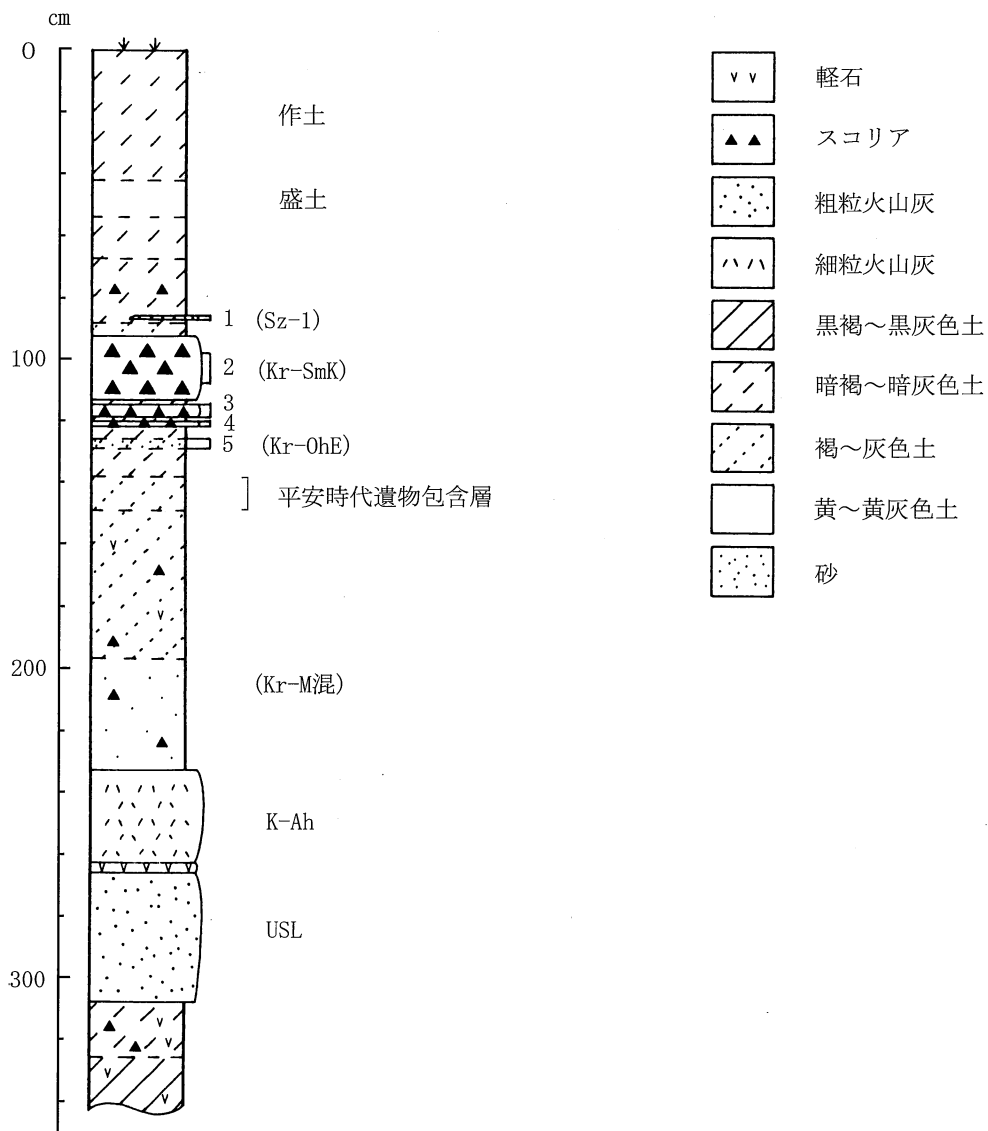 cm
0
作土
盛土
1 (Sz-1)
100
2 (Kr-SmK)
3
4
5 (Kr-OhE)
平安時代遺物包含層
200
(Kr-M混)
K-Ah
USL
300
軽石
スコリア
粗粒火山灰
細粒火山灰
黒褐～黒灰色土
暗褐～暗灰色土
褐～灰色土
黄～黄灰色土
砂